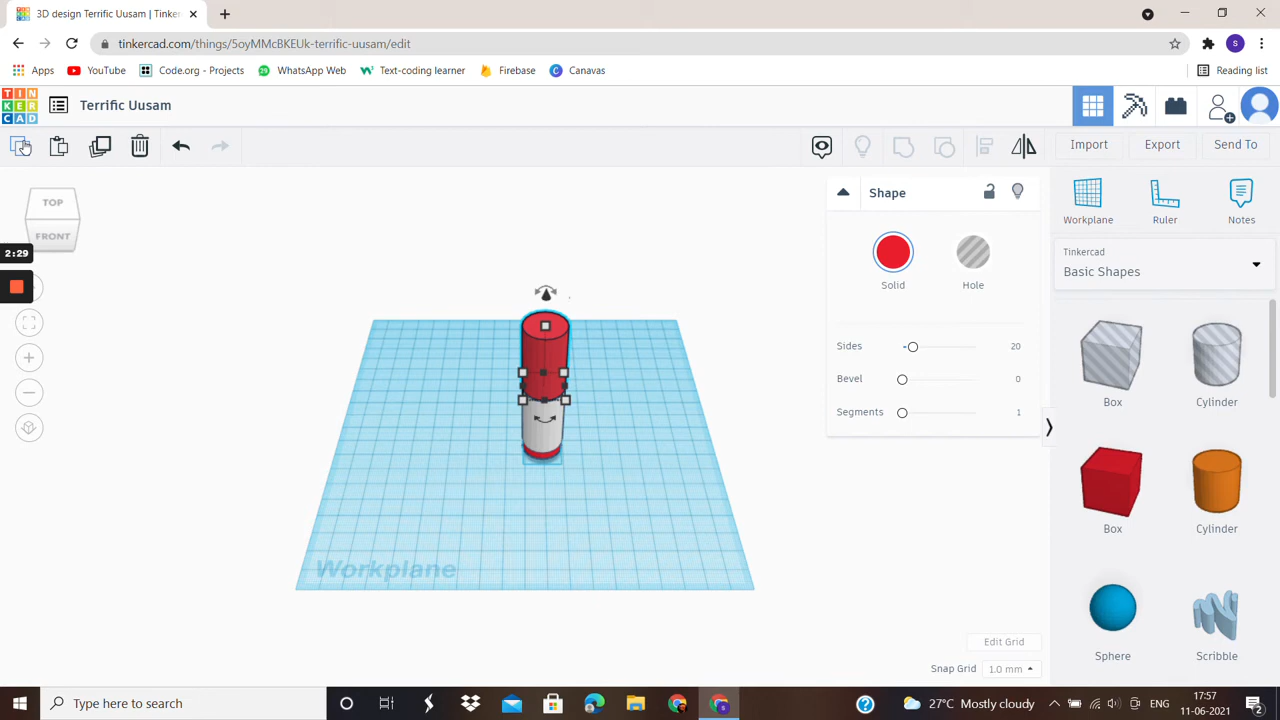 3D design Terrific Uusam | Tinker
tinkercad.com/things/5oyMMcBKEUk-terrific-uusam/edit
Apps YouTube Code.org - Projects 29 WhatsApp Web Text-coding learner Firebase Canavas Reading list
S
TIN
KER
CAD
Terrific Uusam
Import Export Send To
TOP
FRONT
2:29
Shape
Solid Hole
Sides 20
Bevel 0
Segments 1
Workplane Ruler Notes
Tinkercad
Basic Shapes
Box Cylinder
Box Cylinder
Sphere Scribble
Workplane
Edit Grid
Snap Grid 1.0 mm
Type here to search
27°C Mostly cloudy
ENG
17:57
11-06-2021
2